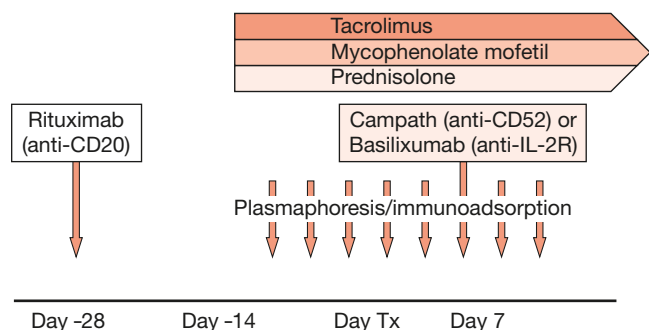 Tacrolimus
Mycophenolate mofetil
Prednisolone
Rituximab
(anti-CD20)
Campath (anti-CD52) or
Basilixumab (anti-IL-2R)
Plasmaphoresis/immunoadsorption
Day -28
Day -14
Day Tx
Day 7